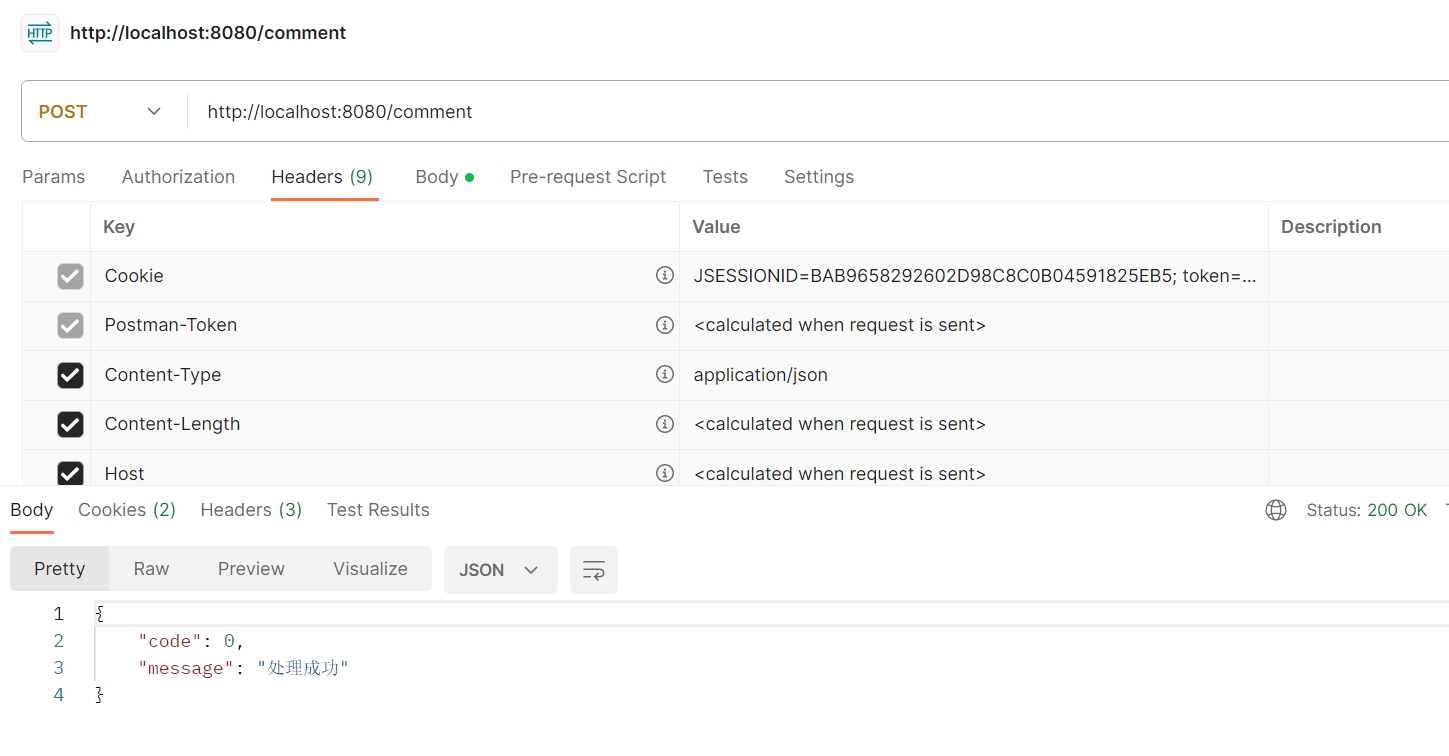 HTTP http://localhost:8080/comment
POST http://localhost:8080/comment
Params Authorization Headers (9) Body Pre-request Script Tests Settings
Key Value Description
Cookie JSESSIONID=BAB9658292602D98C8C0B04591825EB5; token=...
Postman-Token <calculated when request is sent>
Content-Type application/json
Content-Length <calculated when request is sent>
Host <calculated when request is sent>
Body Cookies (2) Headers (3) Test Results Status: 200 OK
Pretty Raw Preview Visualize JSON
1 {
2 "code": 0,
3 "message": "处理成功"
4 }